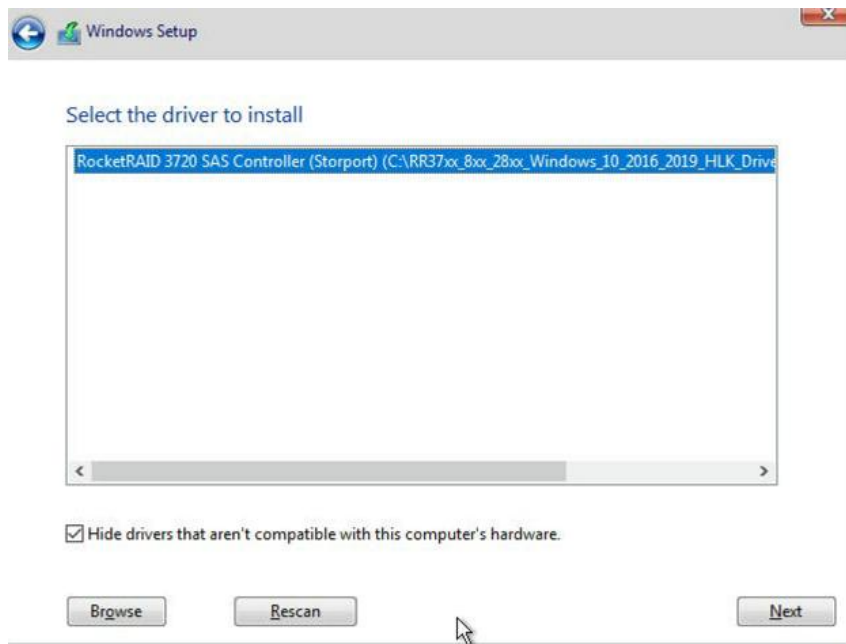 Windows Setup
Select the driver to install
RocketRAID 3720 SAS Controller (Storport) (C:\RR37xx_8xx_28xx_Windows_10_2016_2019_HLK_Drive
Hide drivers that aren't compatible with this computer's hardware.
Browse Rescan Next